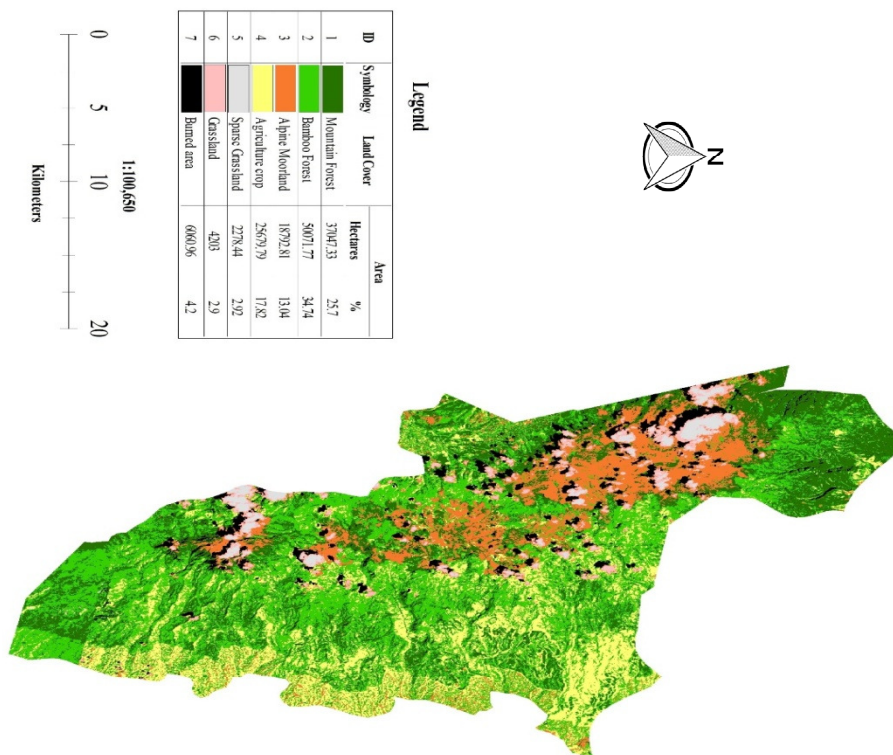 N
Legend
ID Symbology Land Cover Area
Hectares %
1 Mountain Forest 37047.33 25.7
2 Bamboo Forest 50071.77 34.74
3 Alpine Moorland 18792.81 13.04
4 Agriculture crop 25679.79 17.82
5 Sparse Grassland 2278.44 2.92
6 Grassland 4203 2.9
7 Burned area 6060.96 4.2
1:100,650
0 5 10 20
Kilometers